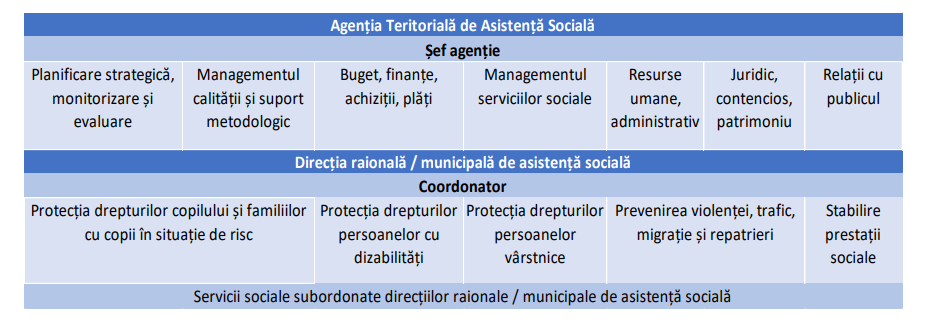 Agenția Teritorială de Asistență Socială
Șef agenție
Planificare strategică,
monitorizare și
evaluare
Managementul
calității și suport
metodologic
Buget, finanțe,
achiziții, plăți
Managementul
serviciilor sociale
Resurse
umane,
administrativ
Juridic,
contencios,
patrimoniu
Relații cu
publicul
Direcția raională / municipală de asistență socială
Coordonator
Protecția drepturilor copilului și familiilor
cu copii în situație de risc
Protecția drepturilor
persoanelor cu
dizabilități
Protecția drepturilor
persoanelor
vârstnice
Prevenirea violenței, trafic,
migrație și repatrieri
Stabilire
prestații
sociale
Servicii sociale subordonate direcțiilor raionale / municipale de asistență socială